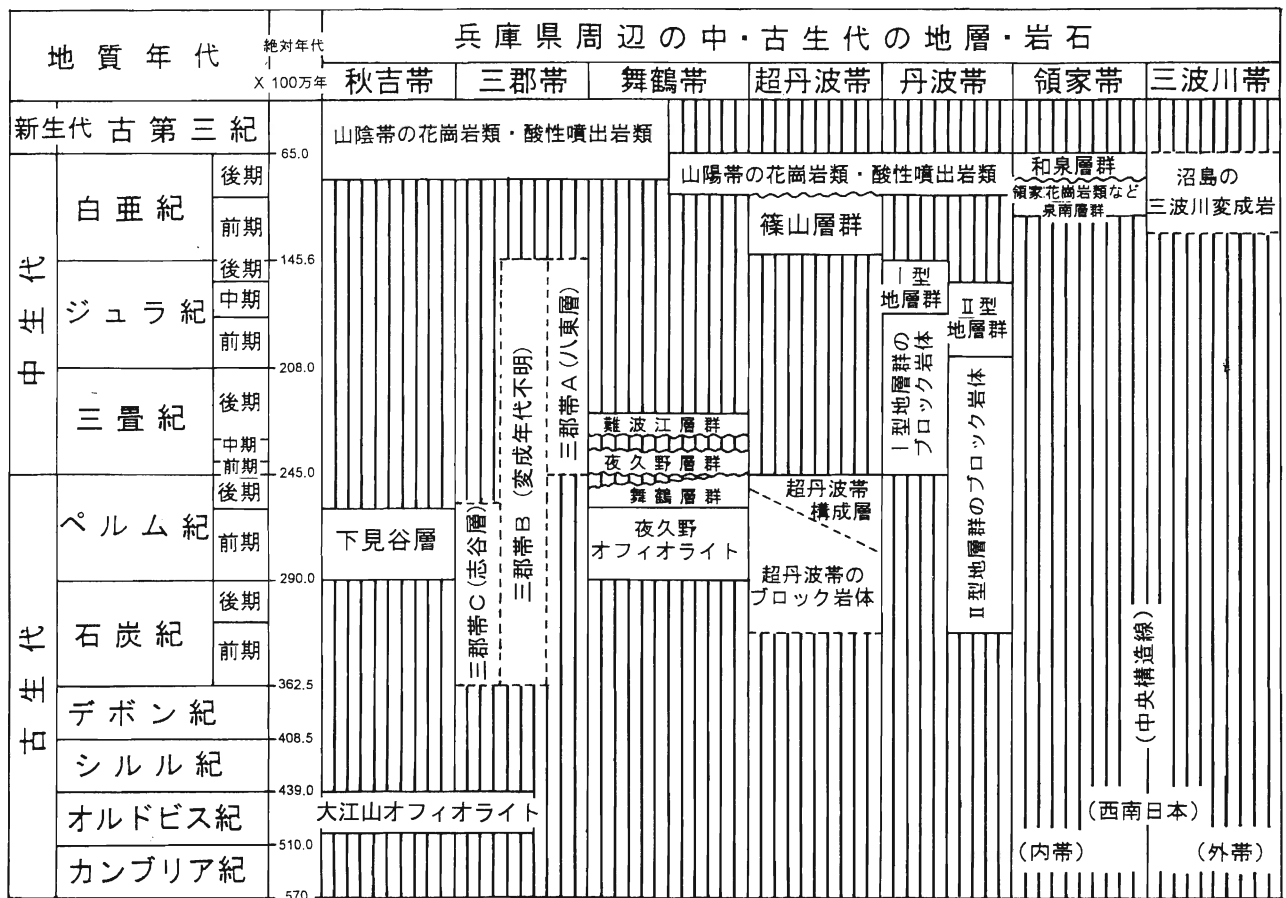 地質年代
絶対年代
× 100万年
兵庫県周辺の中・古生代の地層・岩石
秋吉帯
三郡帯
舞鶴帯
超丹波帯
丹波帯
領家帯
三波川帯
新生代 古第三紀
中生代
白亜紀
後期
前期
ジュラ紀
後期
中期
前期
三畳紀
後期
中期
前期
古生代
ペルム紀
後期
前期
石炭紀
後期
前期
デボン紀
シルル紀
オルドビス紀
カンブリア紀
65.0
145.6
208.0
245.0
290.0
362.5
408.5
439.0
510.0
570
山陰帯の花崗岩類・酸性噴出岩類
山陽帯の花崗岩類・酸性噴出岩類
和泉層群
領家花崗岩類など
泉南層群
沼島の
三波川変成岩
篠山層群
I型
地層群
II型
地層群
I型地層群の
ブロック岩体
II型地層群のブロック岩体
三郡帯A(八東層)
三郡帯B (変成年代不明)
三郡帯C(志谷層)
難波江層群
夜久野層群
舞鶴層群
夜久野
オフィオライト
下見谷層
超丹波帯
構成層
超丹波帯の
ブロック岩体
大江山オフィオライト
(中央構造線)
(西南日本)
(内帯)
(外帯)